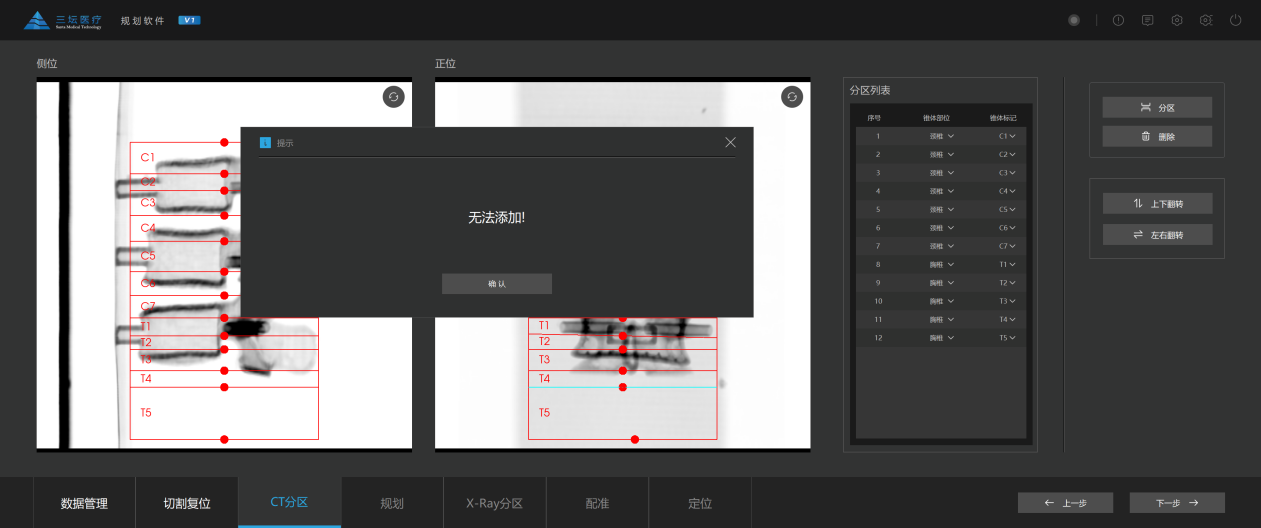 三坛医疗
Santa Medical Technology
规划软件
V1
侧位
正位
C1
C2
C3
C4
C5
C6
C7
T1
T2
T3
T4
T5
提示
无法添加!
确认
T1
T2
T3
T4
T5
分区列表
序号 椎体部位 椎体标记
1 颈椎 C1
2 颈椎 C2
3 颈椎 C3
4 颈椎 C4
5 颈椎 C5
6 颈椎 C6
7 颈椎 C7
8 胸椎 T1
9 胸椎 T2
10 胸椎 T3
11 胸椎 T4
12 胸椎 T5
分区
删除
上下翻转
左右翻转
数据管理
切割复位
CT分区
规划
X-Ray分区
配准
定位
上一步
下一步